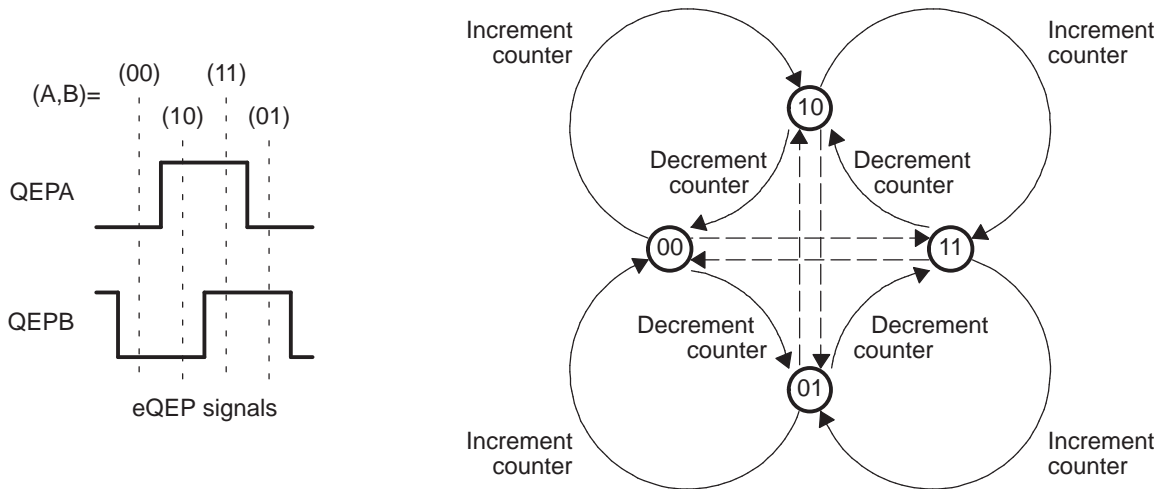 (A,B)=
(00)
(11)
(10)
(01)
QEPA
QEPB
eQEP signals
Increment
counter
Increment
counter
10
Decrement
counter
Decrement
counter
00
11
Decrement
counter
Decrement
counter
01
Increment
counter
Increment
counter